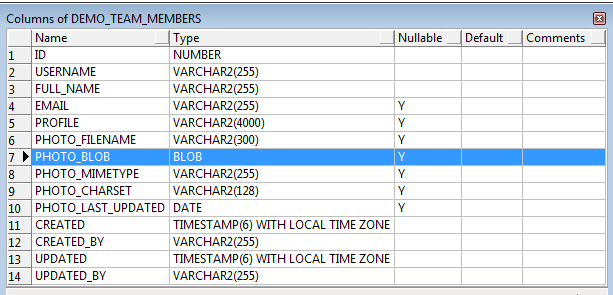 Columns of DEMO_TEAM_MEMBERS
Name Type Nullable Default Comments
1 ID NUMBER
2 USERNAME VARCHAR2(255)
3 FULL_NAME VARCHAR2(255)
4 EMAIL VARCHAR2(255) Y
5 PROFILE VARCHAR2(4000) Y
6 PHOTO_FILENAME VARCHAR2(300) Y
7 PHOTO_BLOB BLOB Y
8 PHOTO_MIMETYPE VARCHAR2(255) Y
9 PHOTO_CHARSET VARCHAR2(128) Y
10 PHOTO_LAST_UPDATED DATE Y
11 CREATED TIMESTAMP(6) WITH LOCAL TIME ZONE
12 CREATED_BY VARCHAR2(255)
13 UPDATED TIMESTAMP(6) WITH LOCAL TIME ZONE
14 UPDATED_BY VARCHAR2(255)